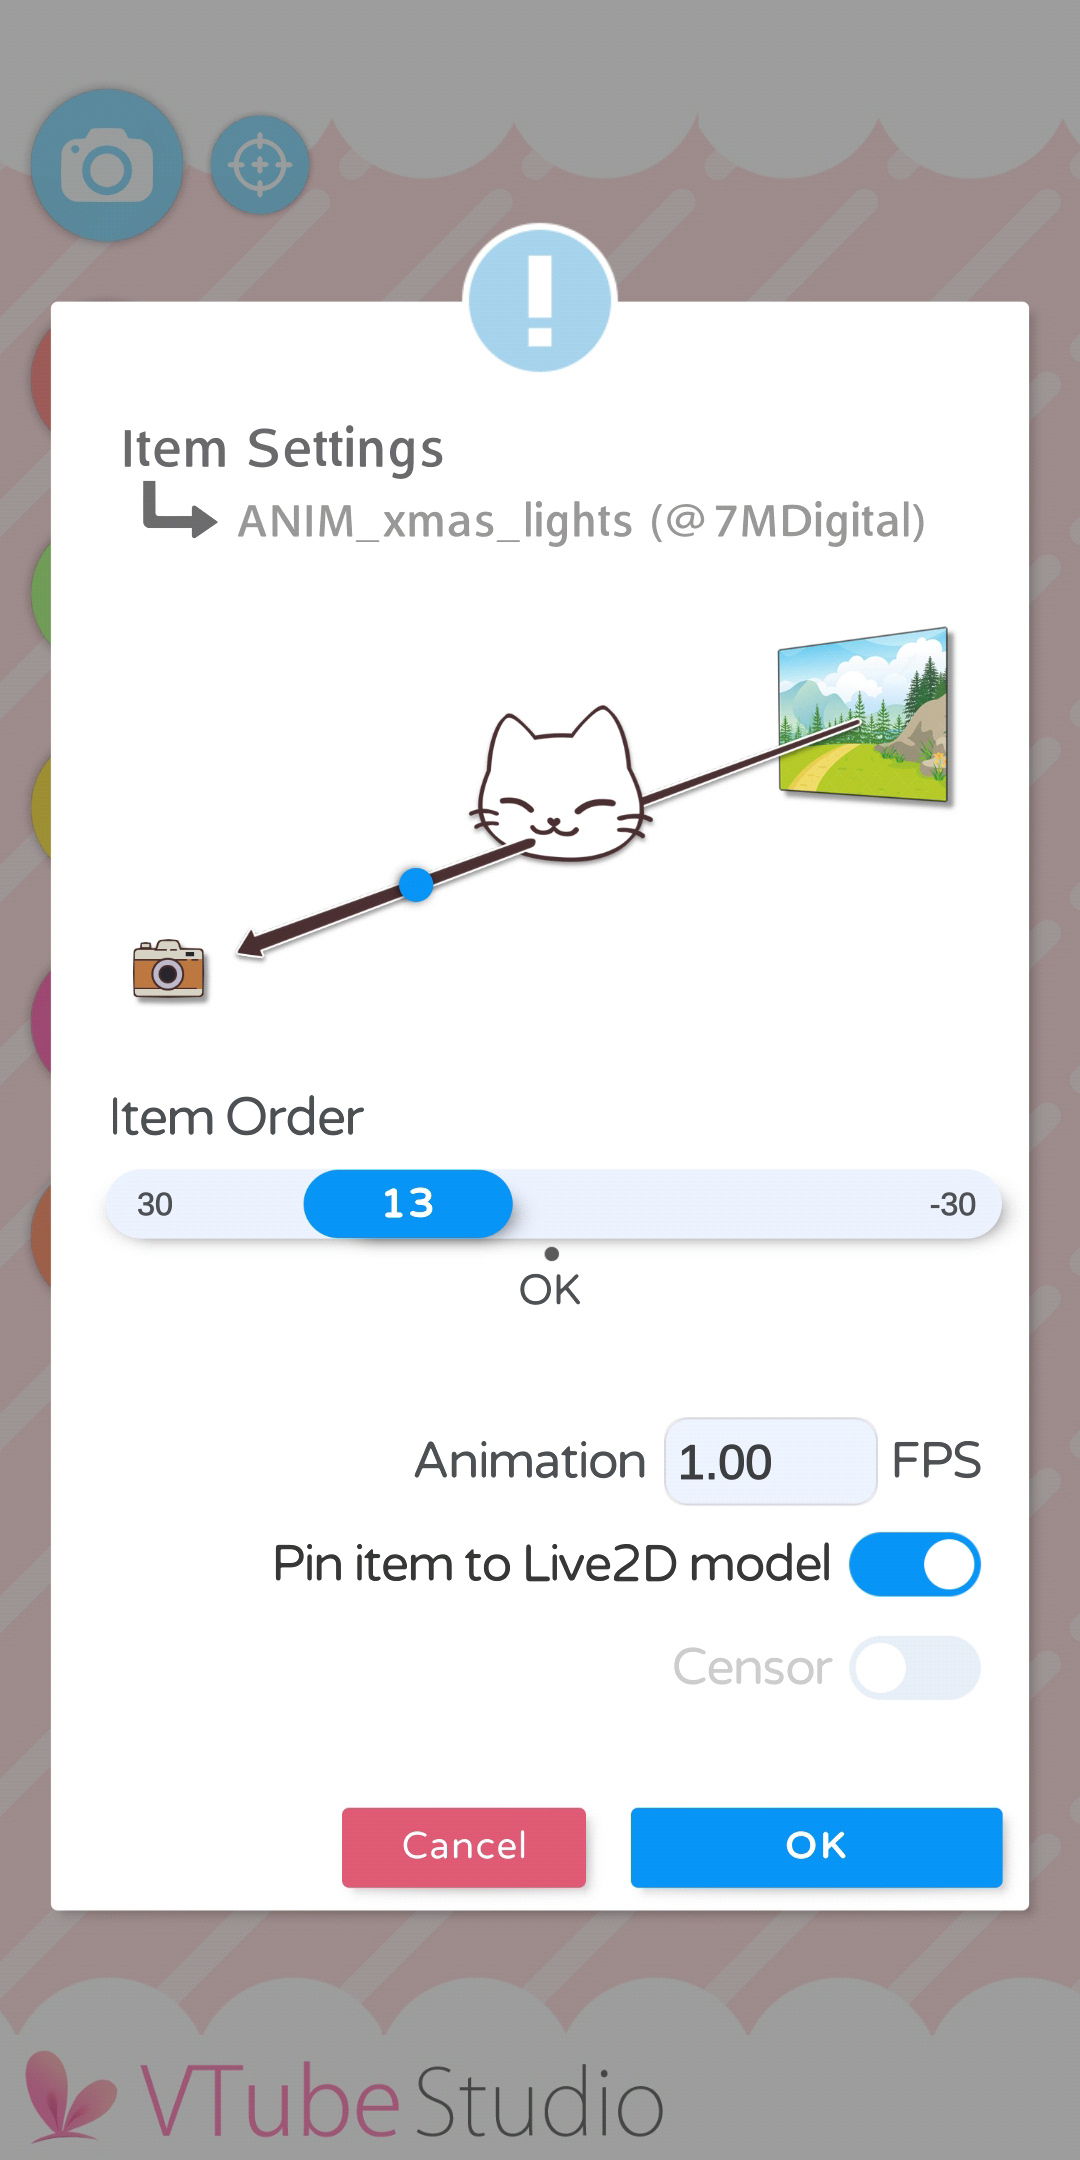 Item Settings
ANIM_xmas_lights (@7MDigital)
Item Order
30 13 -30
OK
Animation 1.00 FPS
Pin item to Live2D model
Censor
Cancel OK
VTube Studio